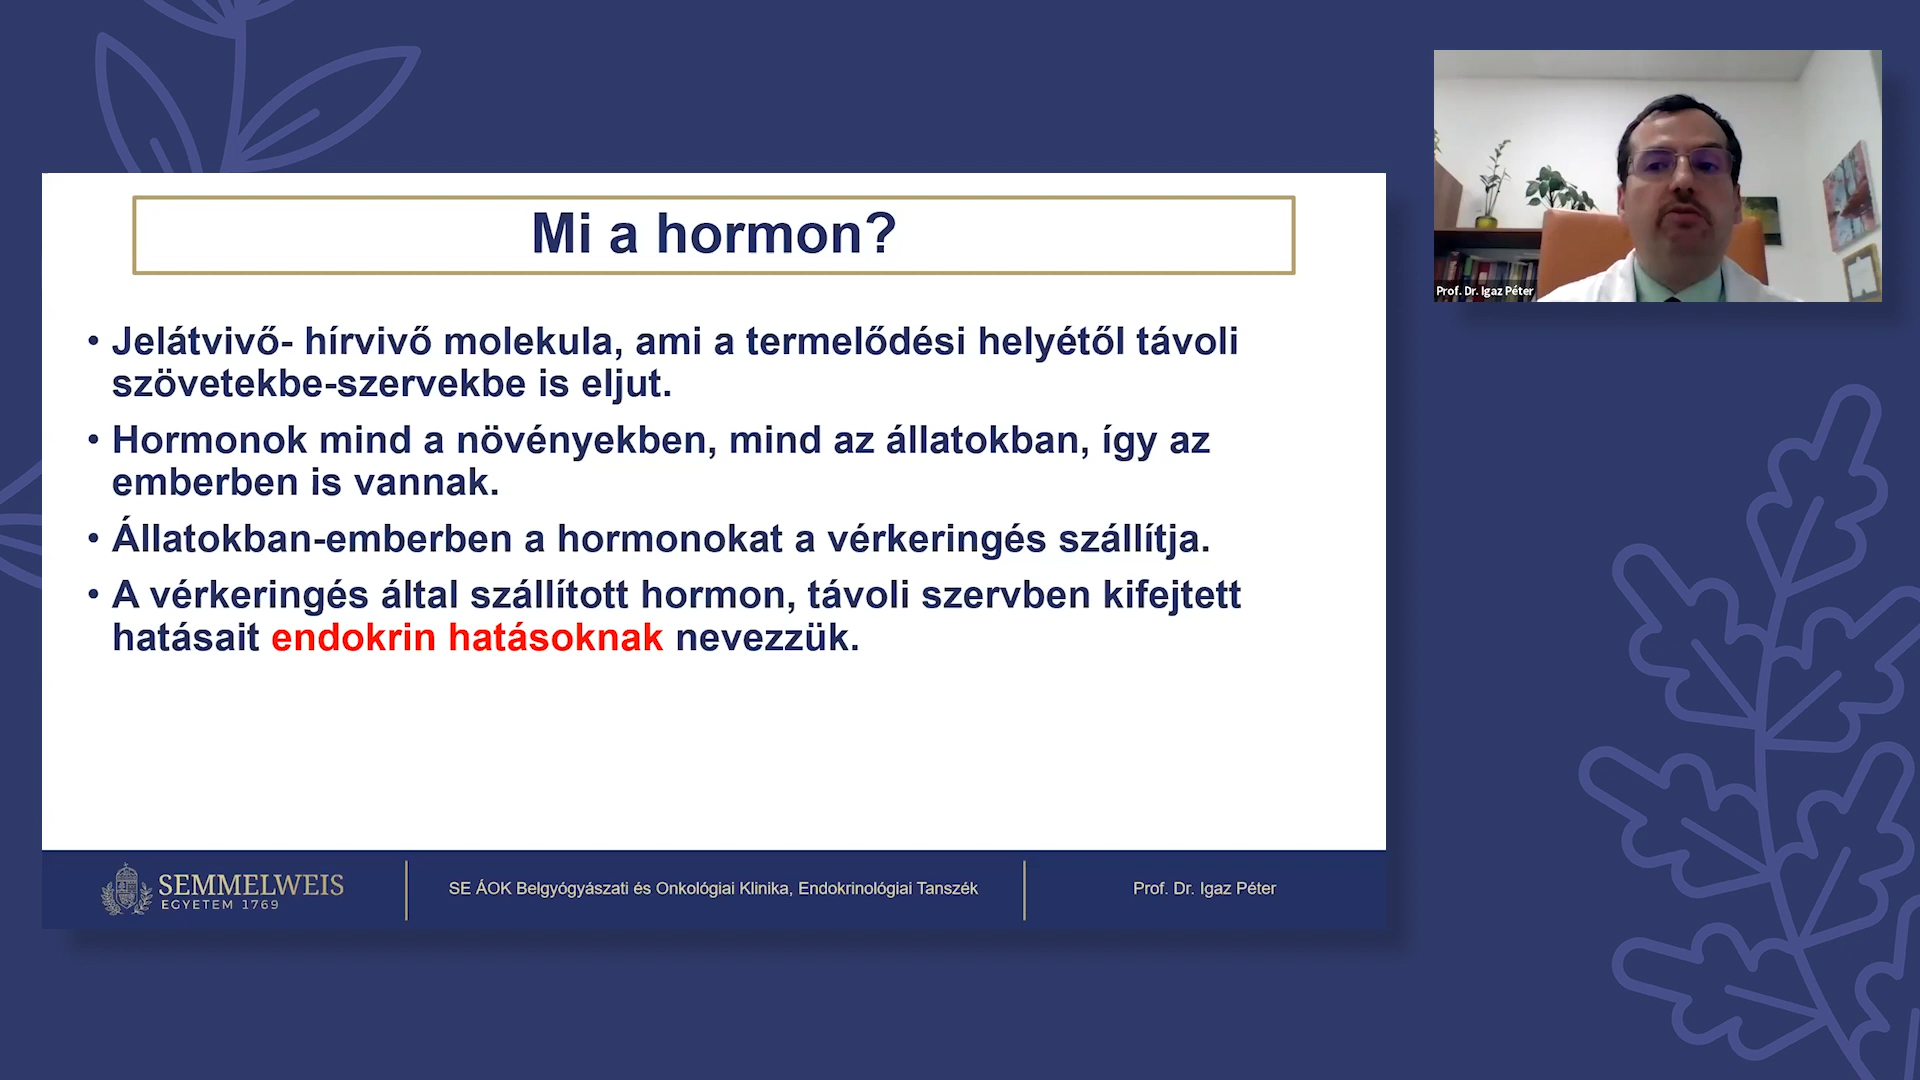 Mi a hormon?
• Jelátvivő- hírvivő molekula, ami a termelődési helyétől távoli
szövetekbe-szervekbe is eljut.
• Hormonok mind a növényekben, mind az állatokban, így az
emberben is vannak.
• Állatokban-emberben a hormonokat a vérkeringés szállítja.
• A vérkeringés által szállított hormon, távoli szervben kifejtett
hatásait endokrin hatásoknak nevezzük.
SEMMELWEIS
EGYETEM 1769
SE ÁOK Belgyógyászati és Onkológiai Klinika, Endokrinológiai Tanszék
Prof. Dr. Igaz Péter
Prof. Dr. Igaz Péter